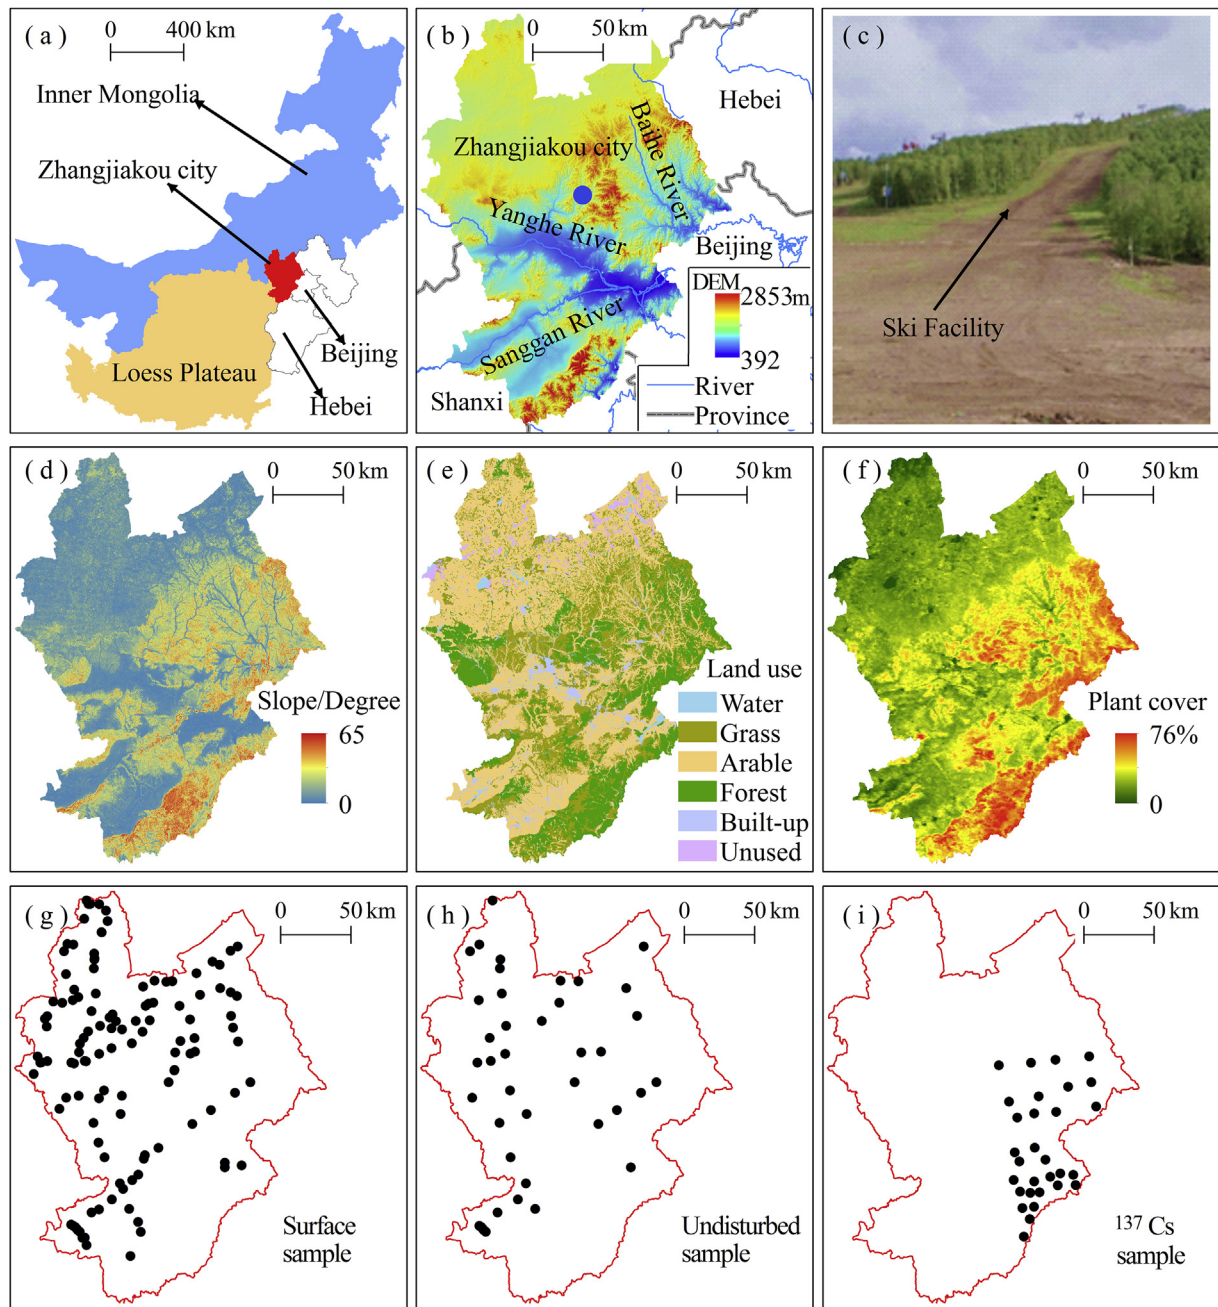 ( a )
0 400 km
Inner Mongolia
Zhangjiakou city
Beijing
Loess Plateau
Hebei
( b )
0 50 km
Hebei
Zhangjiakou city
Baihe River
Yanghe River
Beijing
DEM
2853m
392
Sanggan River
River
Shanxi
Province
( c )
Ski Facility
( d )
0 50 km
Slope/Degree
65
0
( e )
0 50 km
Land use
Water
Grass
Arable
Forest
Built-up
Unused
( f )
0 50 km
Plant cover
76%
0
( g )
0 50 km
Surface
sample
( h )
0 50 km
Undisturbed
sample
( i )
0 50 km
¹³⁷ Cs
sample